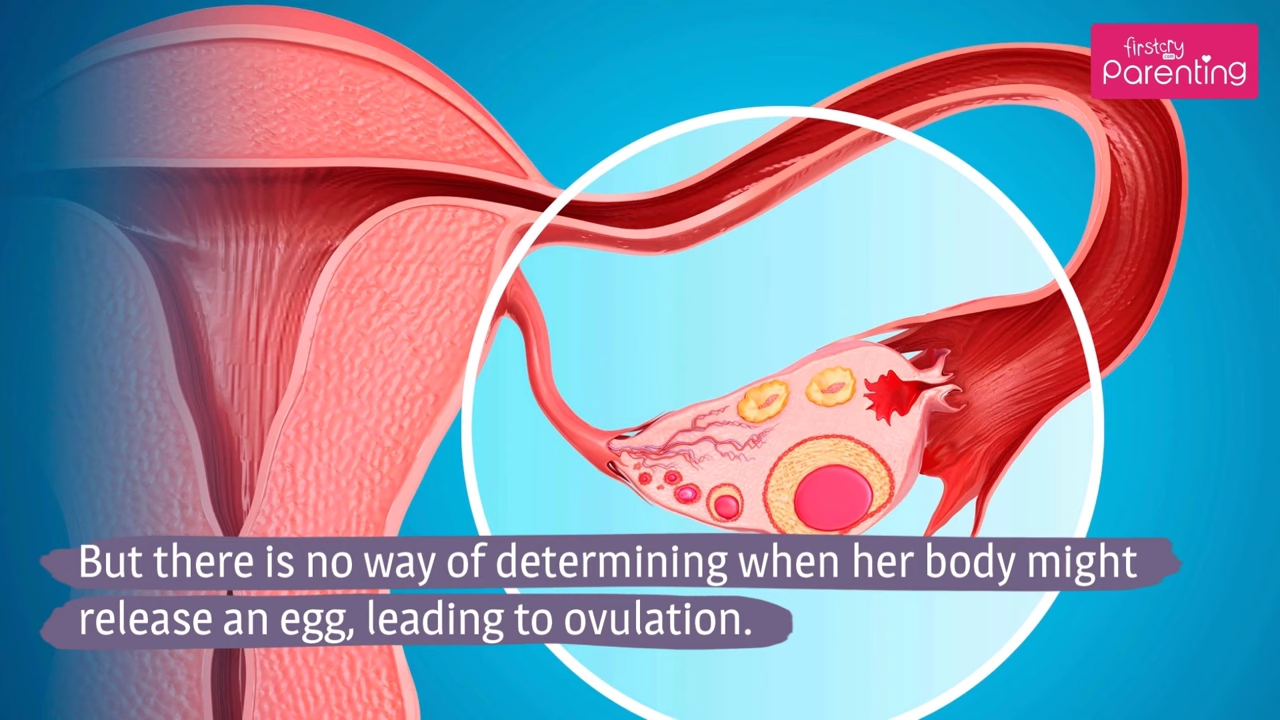 firstcry
.com
Parenting
But there is no way of determining when her body might
release an egg, leading to ovulation.